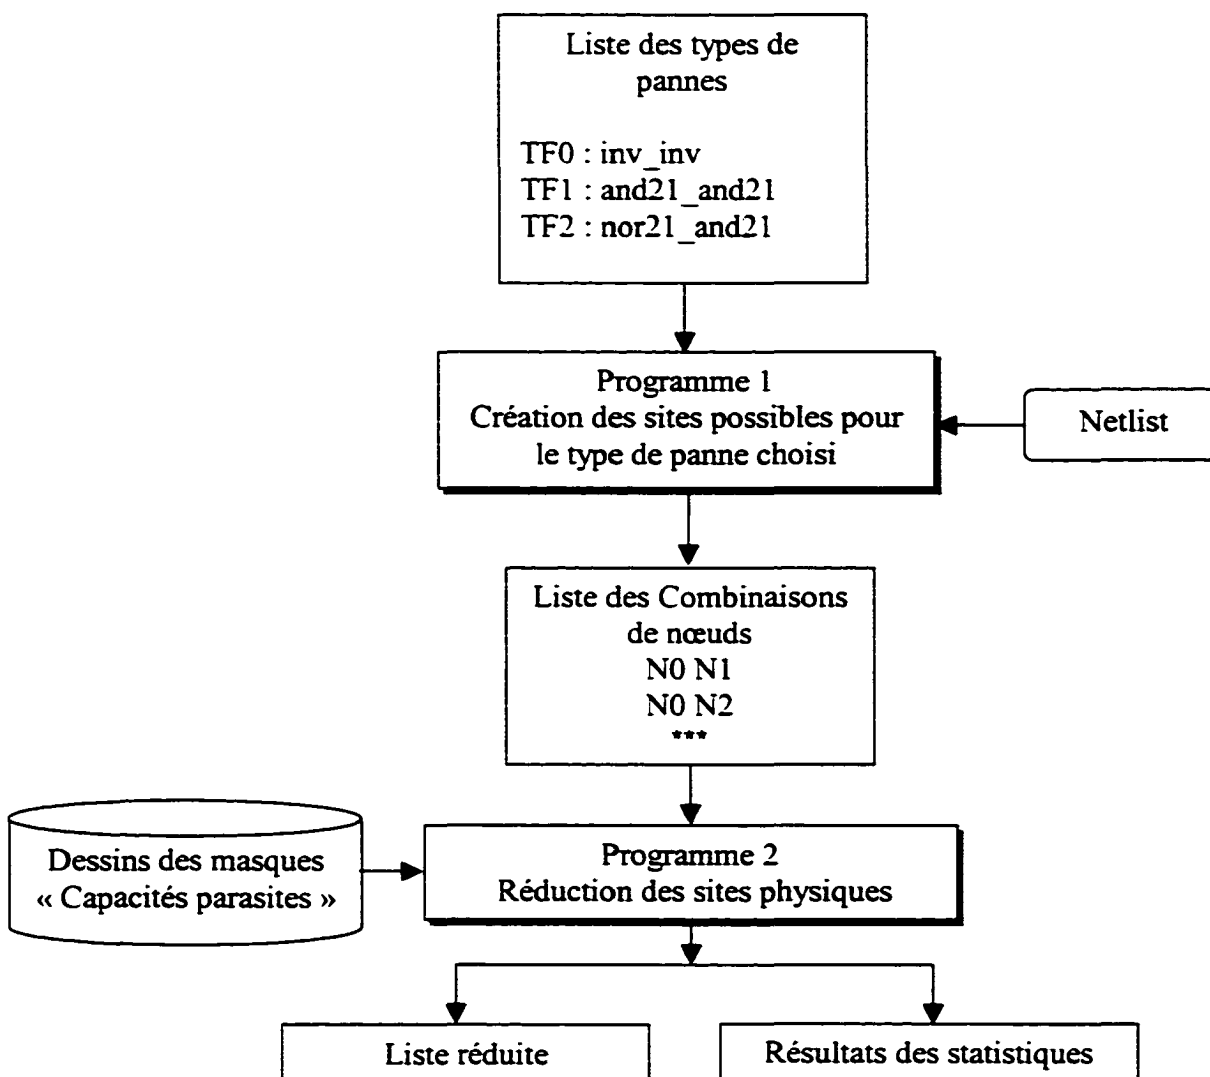 Liste des types de
pannes
TF0 : inv_inv
TF1 : and21_and21
TF2 : nor21_and21
Programme 1
Création des sites possibles pour
le type de panne choisi
Netlist
Liste des Combinaisons
de nœuds
N0 N1
N0 N2
***
Dessins des masques
« Capacités parasites »
Programme 2
Réduction des sites physiques
Liste réduite
Résultats des statistiques